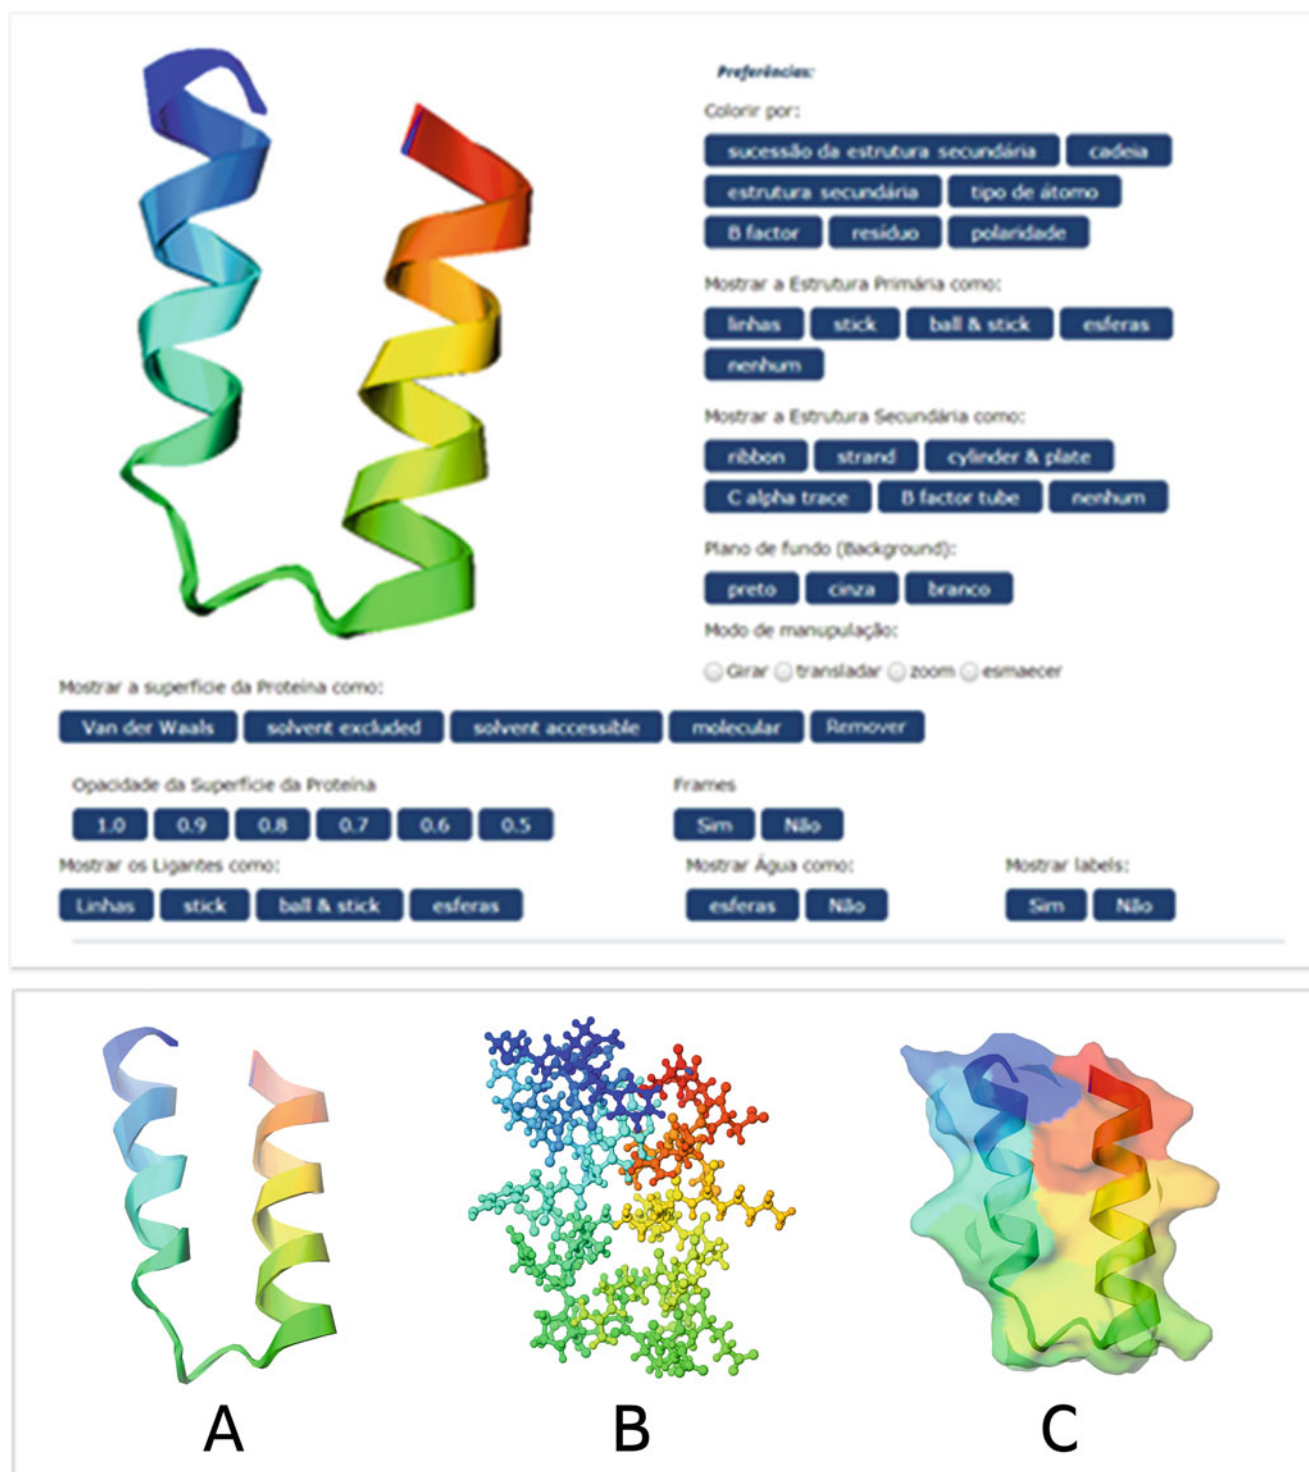 Preferências:
Colorir por:
sucessão da estrutura secundária cadeia
estrutura secundária tipo de átomo
B factor resíduo polaridade
Mostrar a Estrutura Primária como:
linhas stick ball & stick esferas
nenhum
Mostrar a Estrutura Secundária como:
ribbon strand cylinder & plate
C alpha trace B factor tube nenhum
Plano de fundo (Background):
preto cinza branco
Modo de manupulação:
Girar transladar zoom esmaecer
Mostrar a superfície da Proteína como:
Van der Waals solvent excluded solvent accessible molecular Remover
Opacidade da Superfície da Proteína Frames
1.0 0.9 0.8 0.7 0.6 0.5 Sim Não
Mostrar os Ligantes como: Mostrar Água como: Mostrar labels:
Linhas stick ball & stick esferas esferas Não Sim Não
A B C